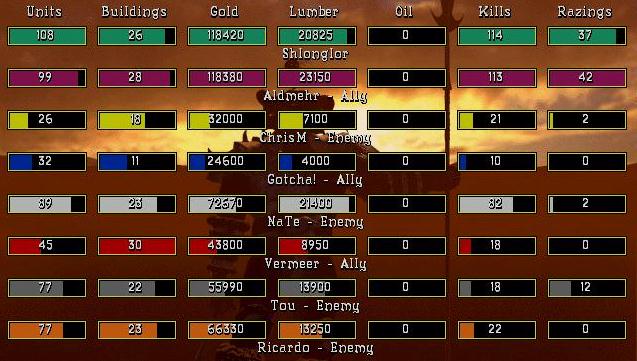 Units Buildings Gold Lumber Oil Kills Razings
108 26 118420 20825 0 114 37
Shlonglor
99 28 118380 23150 0 113 42
Aldmehr - Ally
26 18 32000 7100 0 21 2
ChrisM - Enemy
32 11 24600 4000 0 10 0
Gotcha! - Ally
89 23 72670 21400 0 82 2
NaTe - Enemy
45 30 43800 8950 0 18 0
Vermeer - Ally
77 22 55990 13900 0 18 12
Tou - Enemy
77 23 66330 13250 0 22 0
Ricardo - Enemy